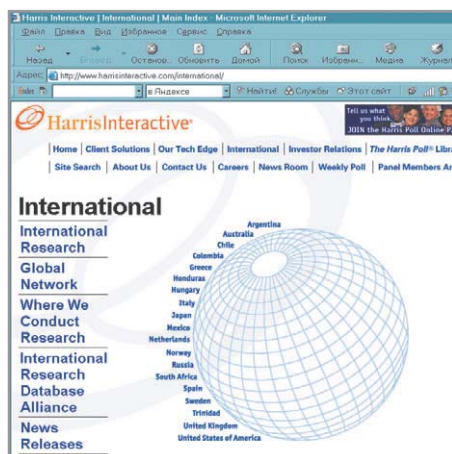 Harris Interactive | International | Main Index - Microsoft Internet Explorer
Файл Правка Вид Избранное Сервис Справка
Назад Вперед Останов... Обновить Домой Поиск Избранн... Медиа Журнал
Адрес: http://www.harrisinteractive.com/international/
Яndex в Яндексе Найти! Службы Этот сайт
HarrisInteractive
Tell us what
you think.
JOIN the Harris Poll Online P
Home | Client Solutions | Our Tech Edge | International | Investor Relations | The Harris Poll® Libr
Site Search | About Us | Contact Us | Careers | News Room | Weekly Poll | Panel Members Ar
International
International
Research
Global
Network
Where We
Conduct
Research
International
Research
Database
Alliance
News
Releases
Argentina
Australia
Chile
Colombia
Greece
Honduras
Hungary
Italy
Japan
Mexico
Netherlands
Norway
Russia
South Africa
Spain
Sweden
Trinidad
United Kingdom
United States of America